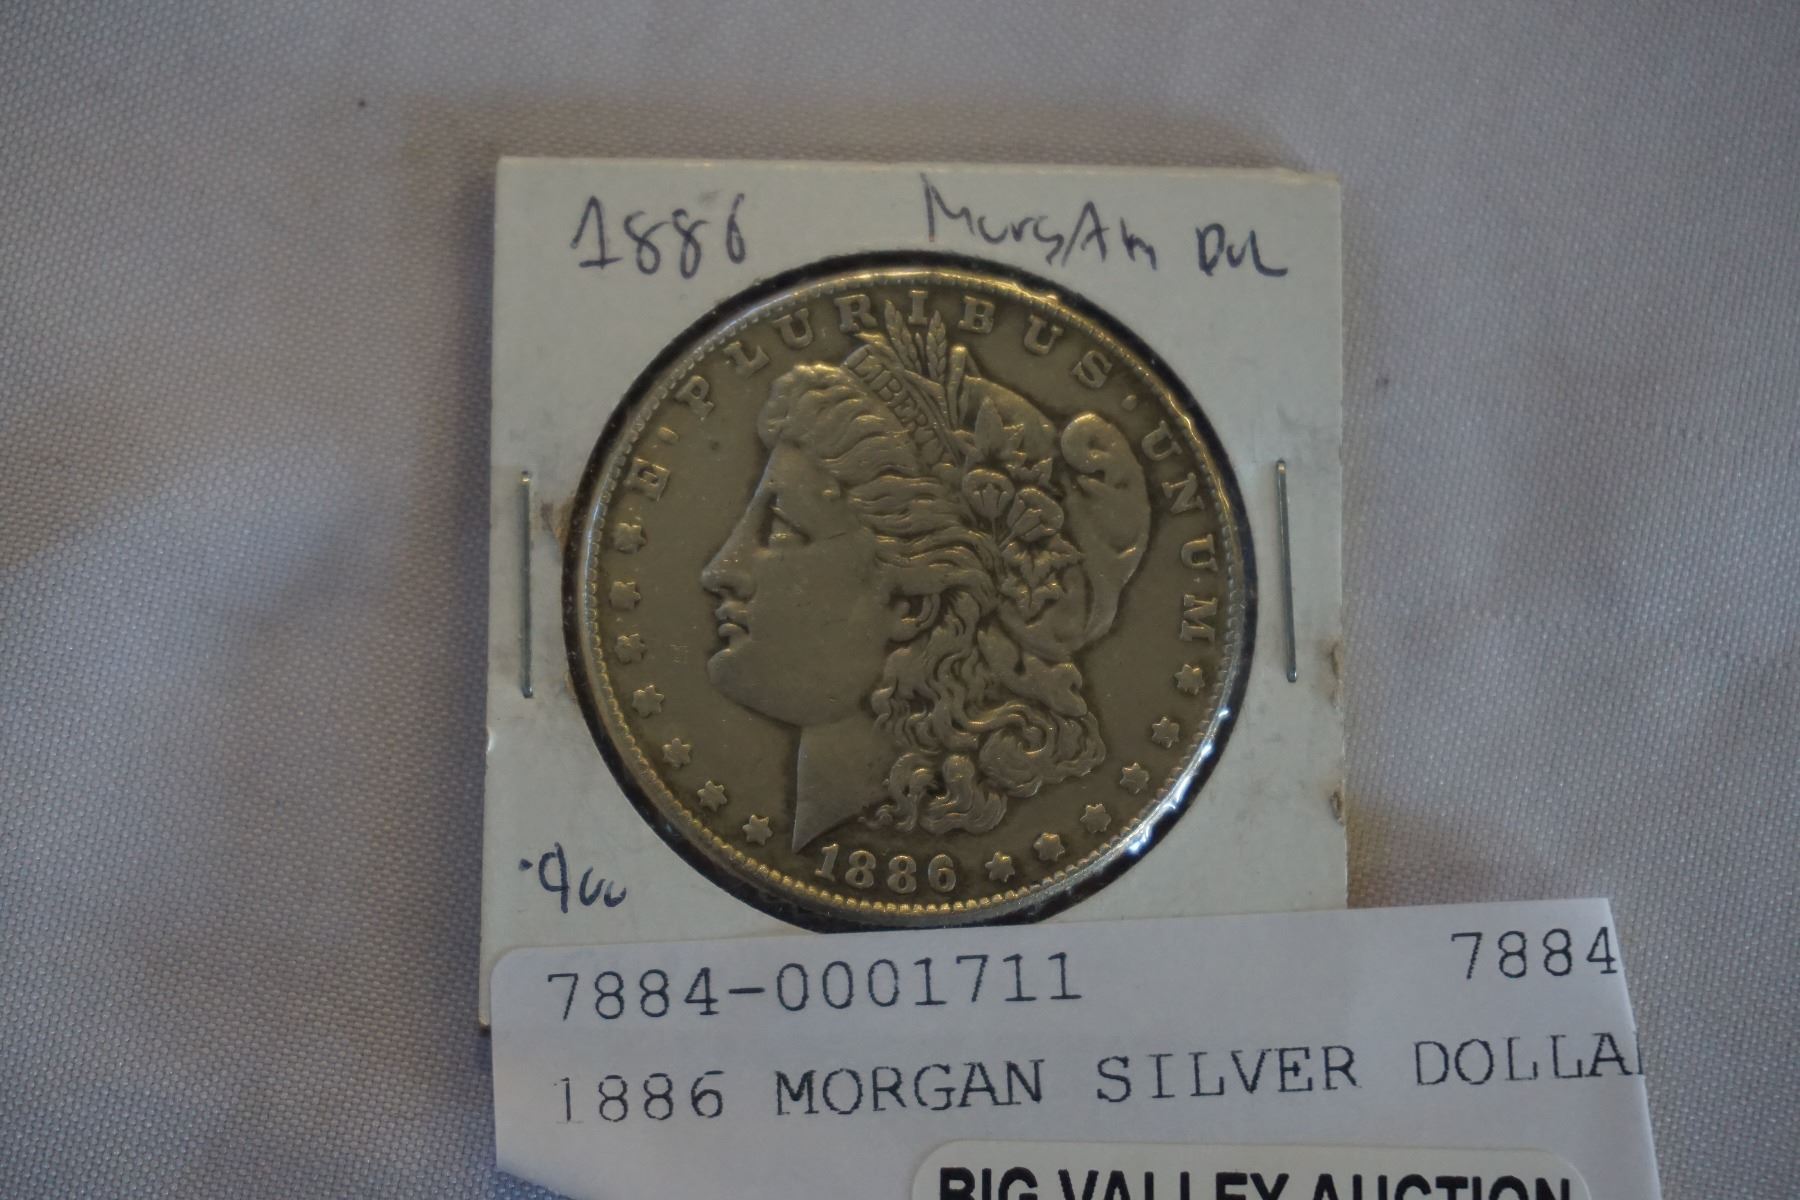 1886 MorgAn Dol
E·PLURIBUS·UNUM
LIBERTY
1886
.900
7884-0001711 7884
1886 MORGAN SILVER DOLLA
BIG VALLEY AUCTION